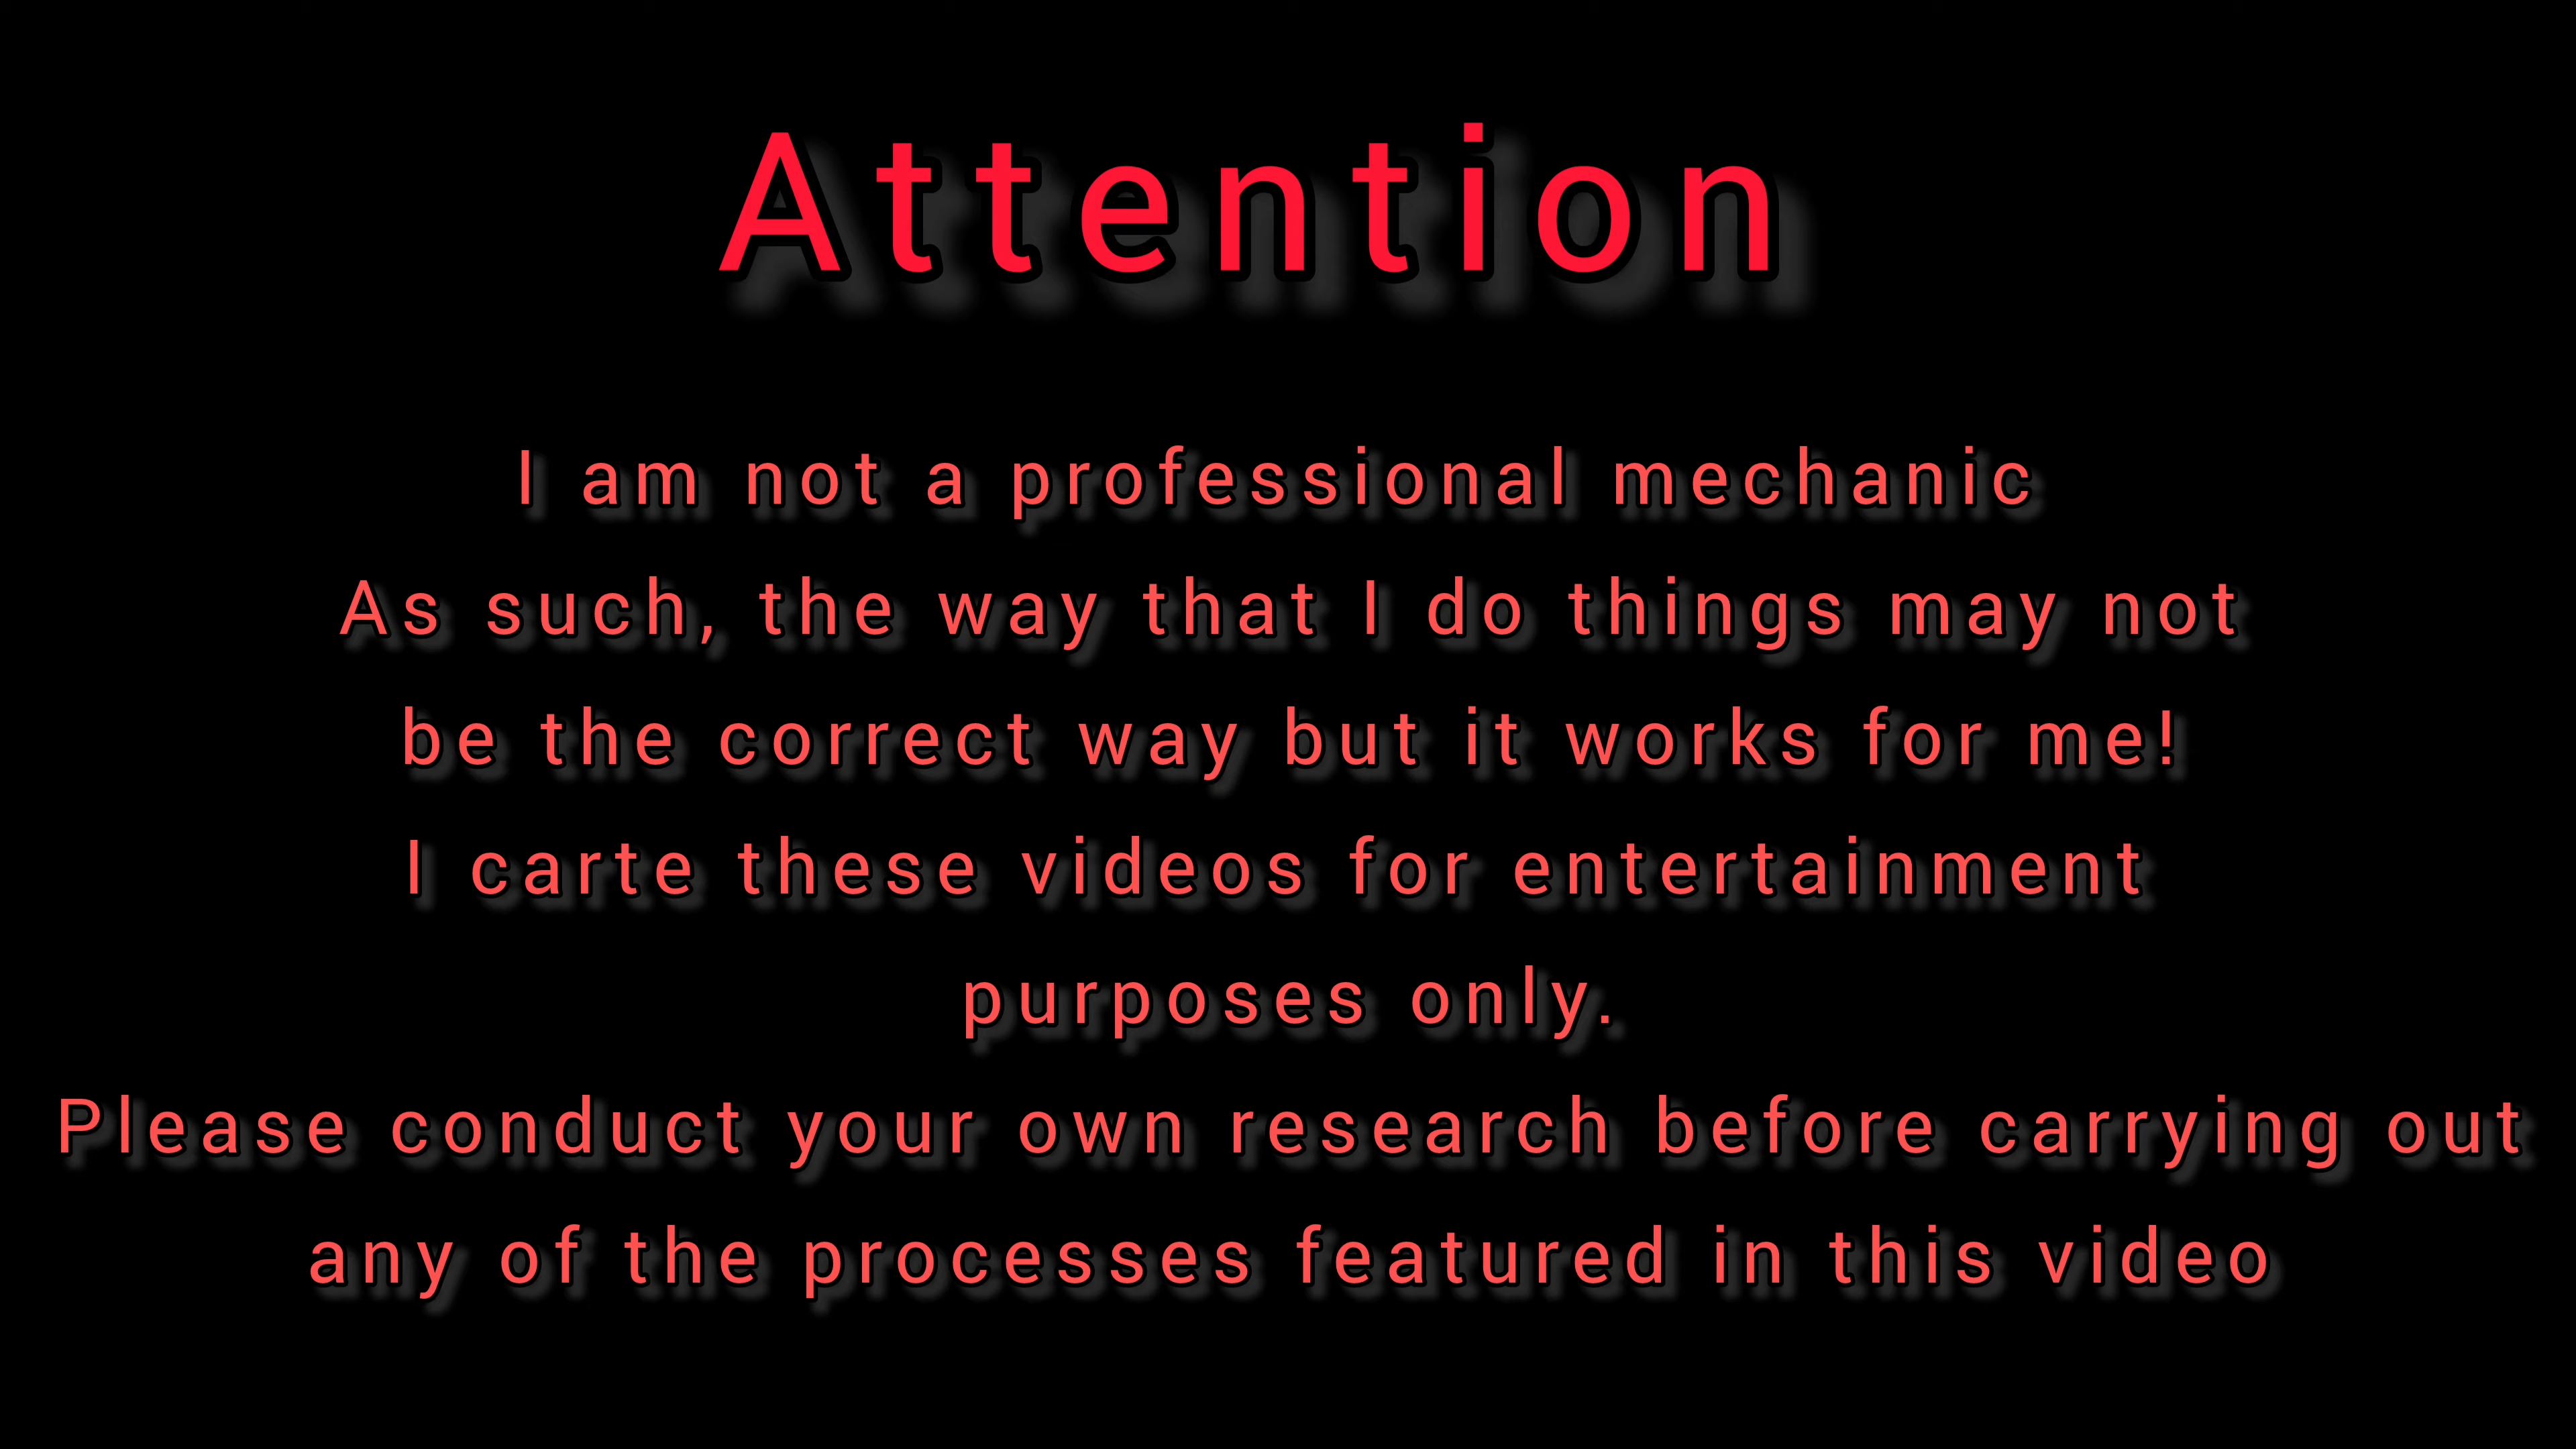 Attention
I am not a professional mechanic
As such, the way that I do things may not
be the correct way but it works for me!
I carte these videos for entertainment
purposes only.
Please conduct your own research before carrying out
any of the processes featured in this video